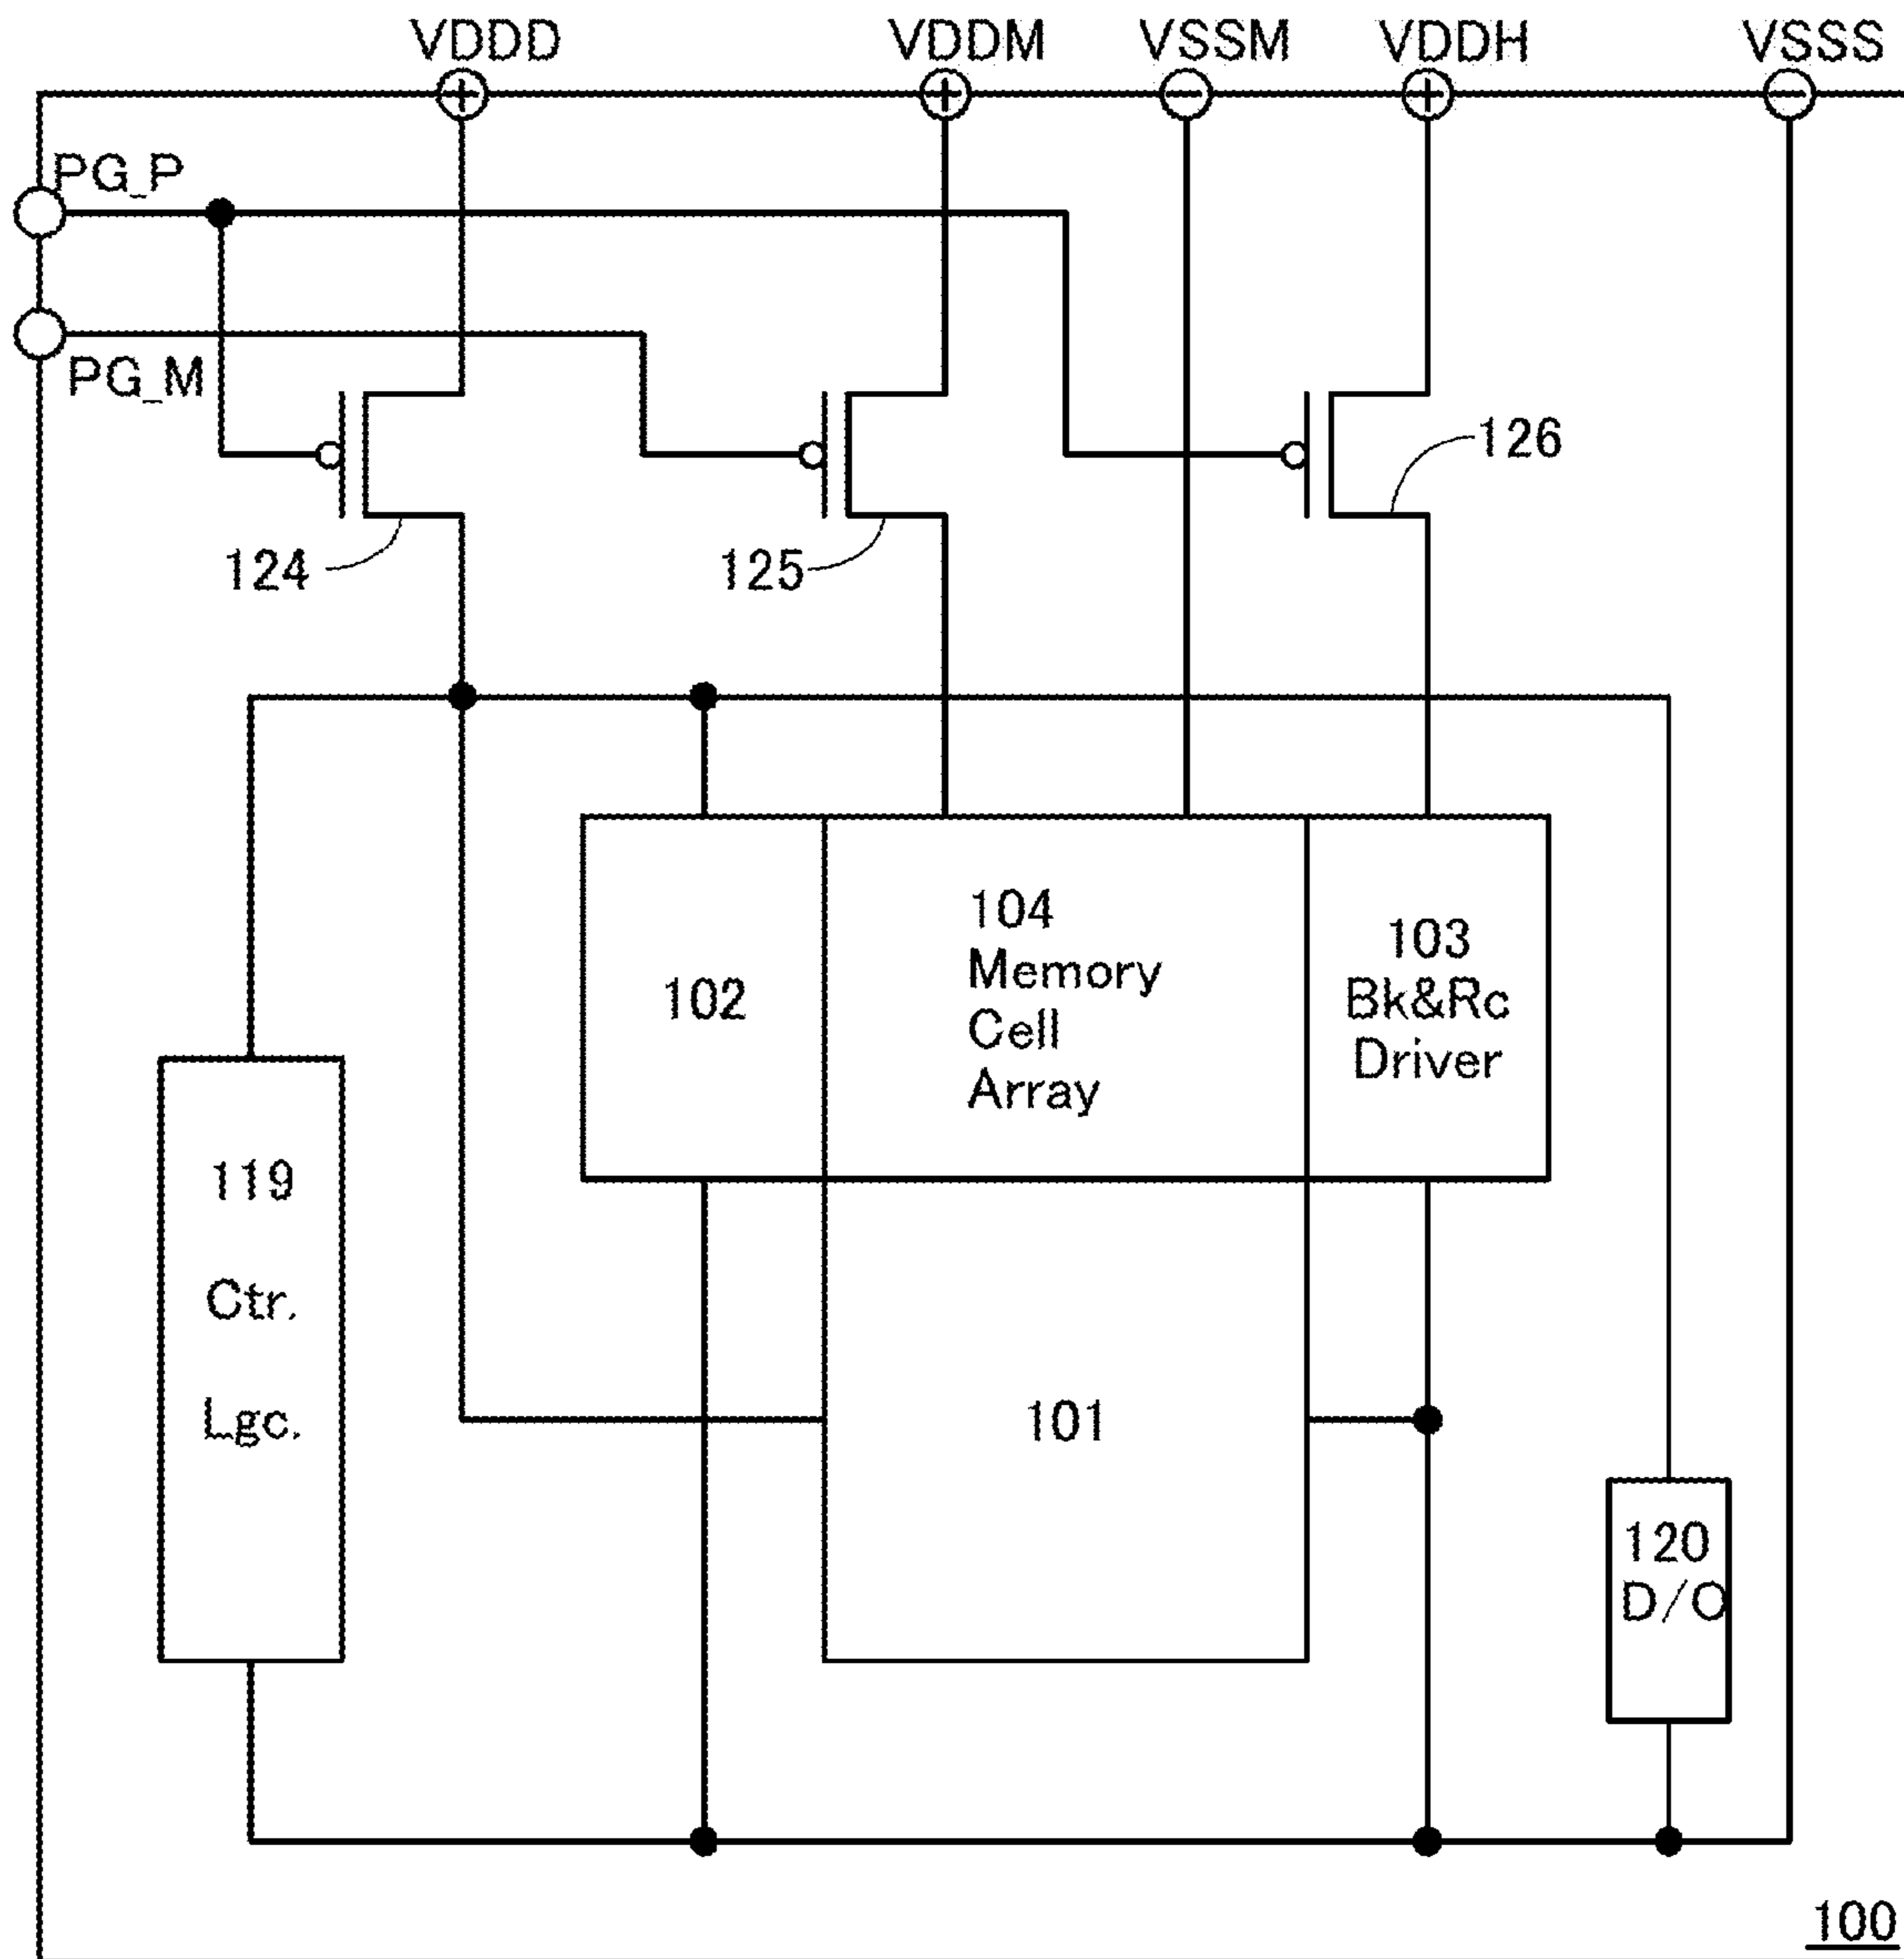 VDDD VDDM VSSM VDDH VSSS
PG_P
PG_M
126
124
125
102
104
Memory
Cell
Array
103
Bk&Rc
Driver
119
Ctr.
Lgc.
101
120
D/O
100